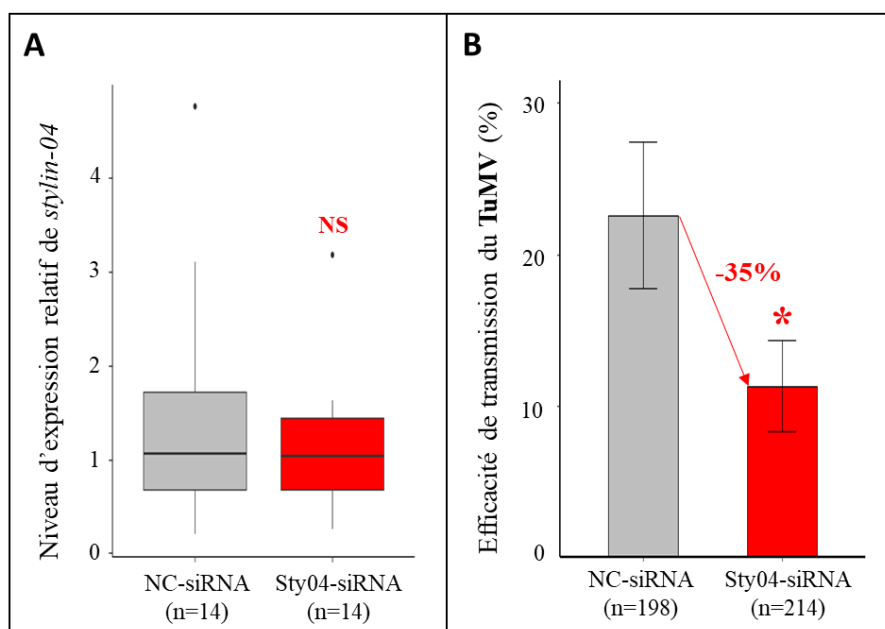 A
Niveau d'expression relatif de stylin-04
4
3
2
1
0
NS
NC-siRNA
(n=14)
Sty04-siRNA
(n=14)
B
Efficacité de transmission du TuMV (%)
30
20
10
0
-35%
*
NC-siRNA
(n=198)
Sty04-siRNA
(n=214)